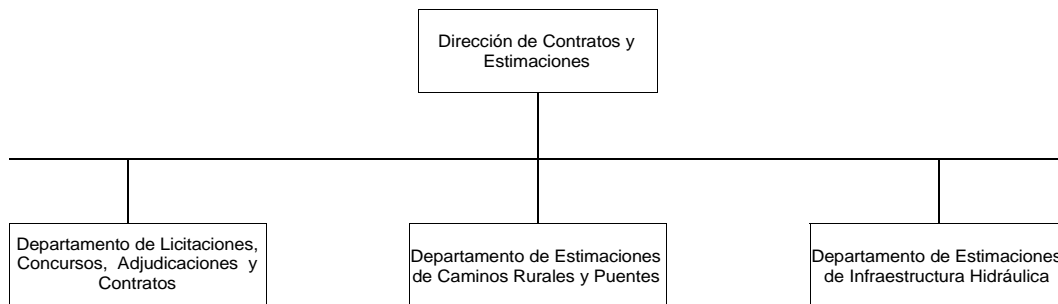 Dirección de Contratos y
Estimaciones
Departamento de Licitaciones,
Concursos, Adjudicaciones y
Contratos
Departamento de Estimaciones
de Caminos Rurales y Puentes
Departamento de Estimaciones
de Infraestructura Hidráulica